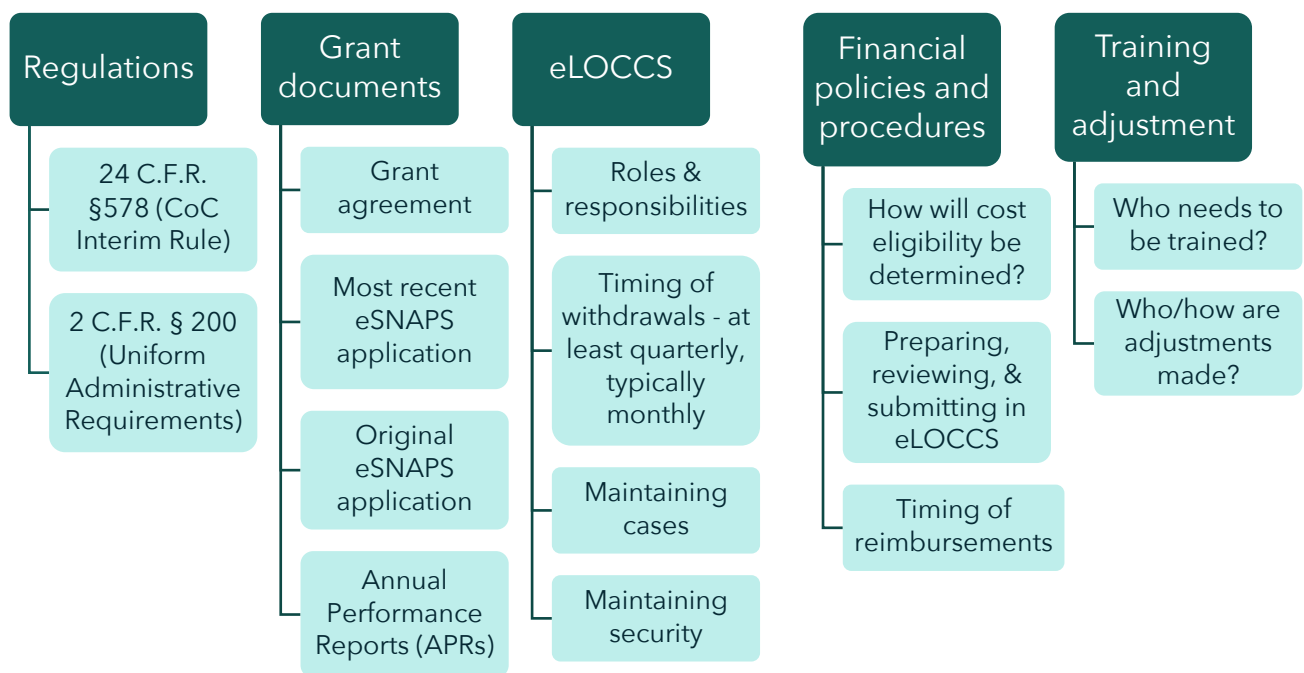 Regulations
24 C.F.R.
§578 (CoC
Interim Rule)
2 C.F.R. § 200
(Uniform
Administrative
Requirements)
Grant
documents
Grant
agreement
Most recent
eSNAPS
application
Original
eSNAPS
application
Annual
Performance
Reports (APRs)
eLOCCS
Roles &
responsibilities
Timing of
withdrawals - at
least quarterly,
typically
monthly
Maintaining
cases
Maintaining
security
Financial
policies and
procedures
How will cost
eligibility be
determined?
Preparing,
reviewing, &
submitting in
eLOCCS
Timing of
reimbursements
Training
and
adjustment
Who needs to
be trained?
Who/how are
adjustments
made?